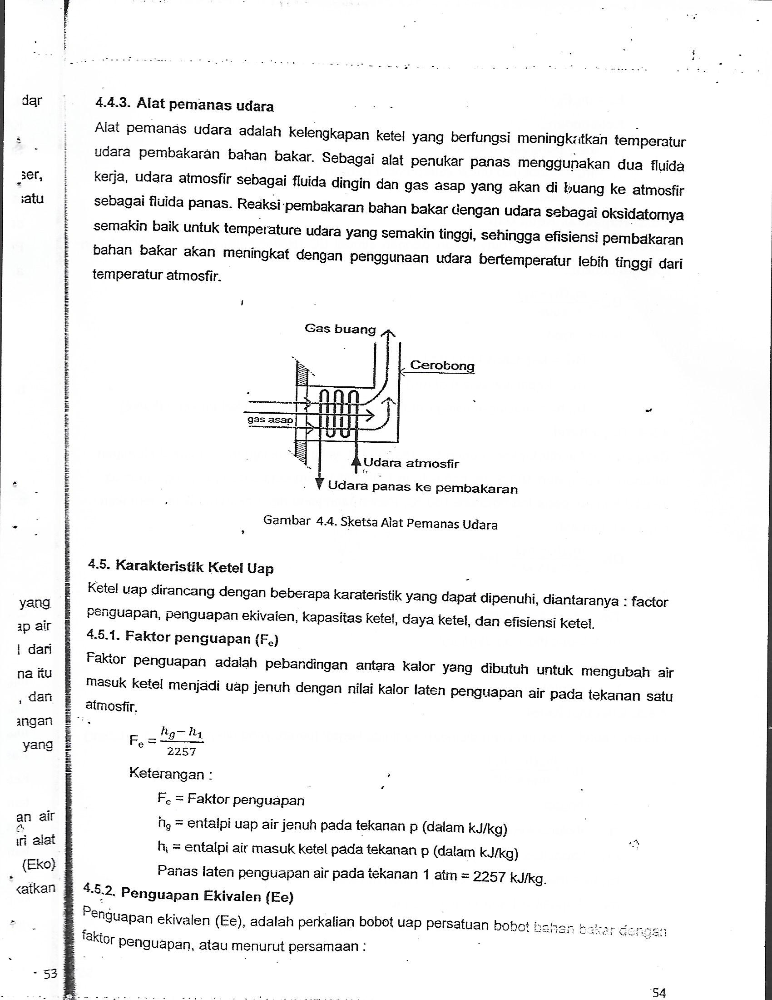 dar
ser,
satu
yang
ap air
l dari
na itu
, dan
angan
yang
an air
iri alat
(Eko)
katkan
53
4.4.3. Alat pemanas udara
Alat pemanas udara adalah kelengkapan ketel yang berfungsi meningkatkan temperatur
udara pembakaran bahan bakar. Sebagai alat penukar panas menggunakan dua fluida
kerja, udara atmosfir sebagai fluida dingin dan gas asap yang akan di buang ke atmosfir
sebagai fluida panas. Reaksi pembakaran bahan bakar dengan udara sebagai oksidatornya
semakin baik untuk temperature udara yang semakin tinggi, sehingga efisiensi pembakaran
bahan bakar akan meningkat dengan penggunaan udara bertemperatur lebih tinggi dari
temperatur atmosfir.
Gas buang
Cerobong
gas asap
Udara atmosfir
Udara panas ke pembakaran
Gambar 4.4. Sketsa Alat Pemanas Udara
4.5. Karakteristik Ketel Uap
Ketel uap dirancang dengan beberapa karateristik yang dapat dipenuhi, diantaranya : factor
penguapan, penguapan ekivalen, kapasitas ketel, daya ketel, dan efisiensi ketel.
4.5.1. Faktor penguapan (Fe)
Faktor penguapan adalah pebandingan antara kalor yang dibutuh untuk mengubah air
masuk ketel menjadi uap jenuh dengan nilai kalor laten penguapan air pada tekanan satu
atmosfir.
Fe = (hg - h1) / 2257
Keterangan :
Fe = Faktor penguapan
hg = entalpi uap air jenuh pada tekanan p (dalam kJ/kg)
hi = entalpi air masuk ketel pada tekanan p (dalam kJ/kg)
Panas laten penguapan air pada tekanan 1 atm = 2257 kJ/kg.
4.5.2. Penguapan Ekivalen (Ee)
Penguapan ekivalen (Ee), adalah perkalian bobot uap persatuan bobot bahan bakar dengan
faktor penguapan, atau menurut persamaan :
54